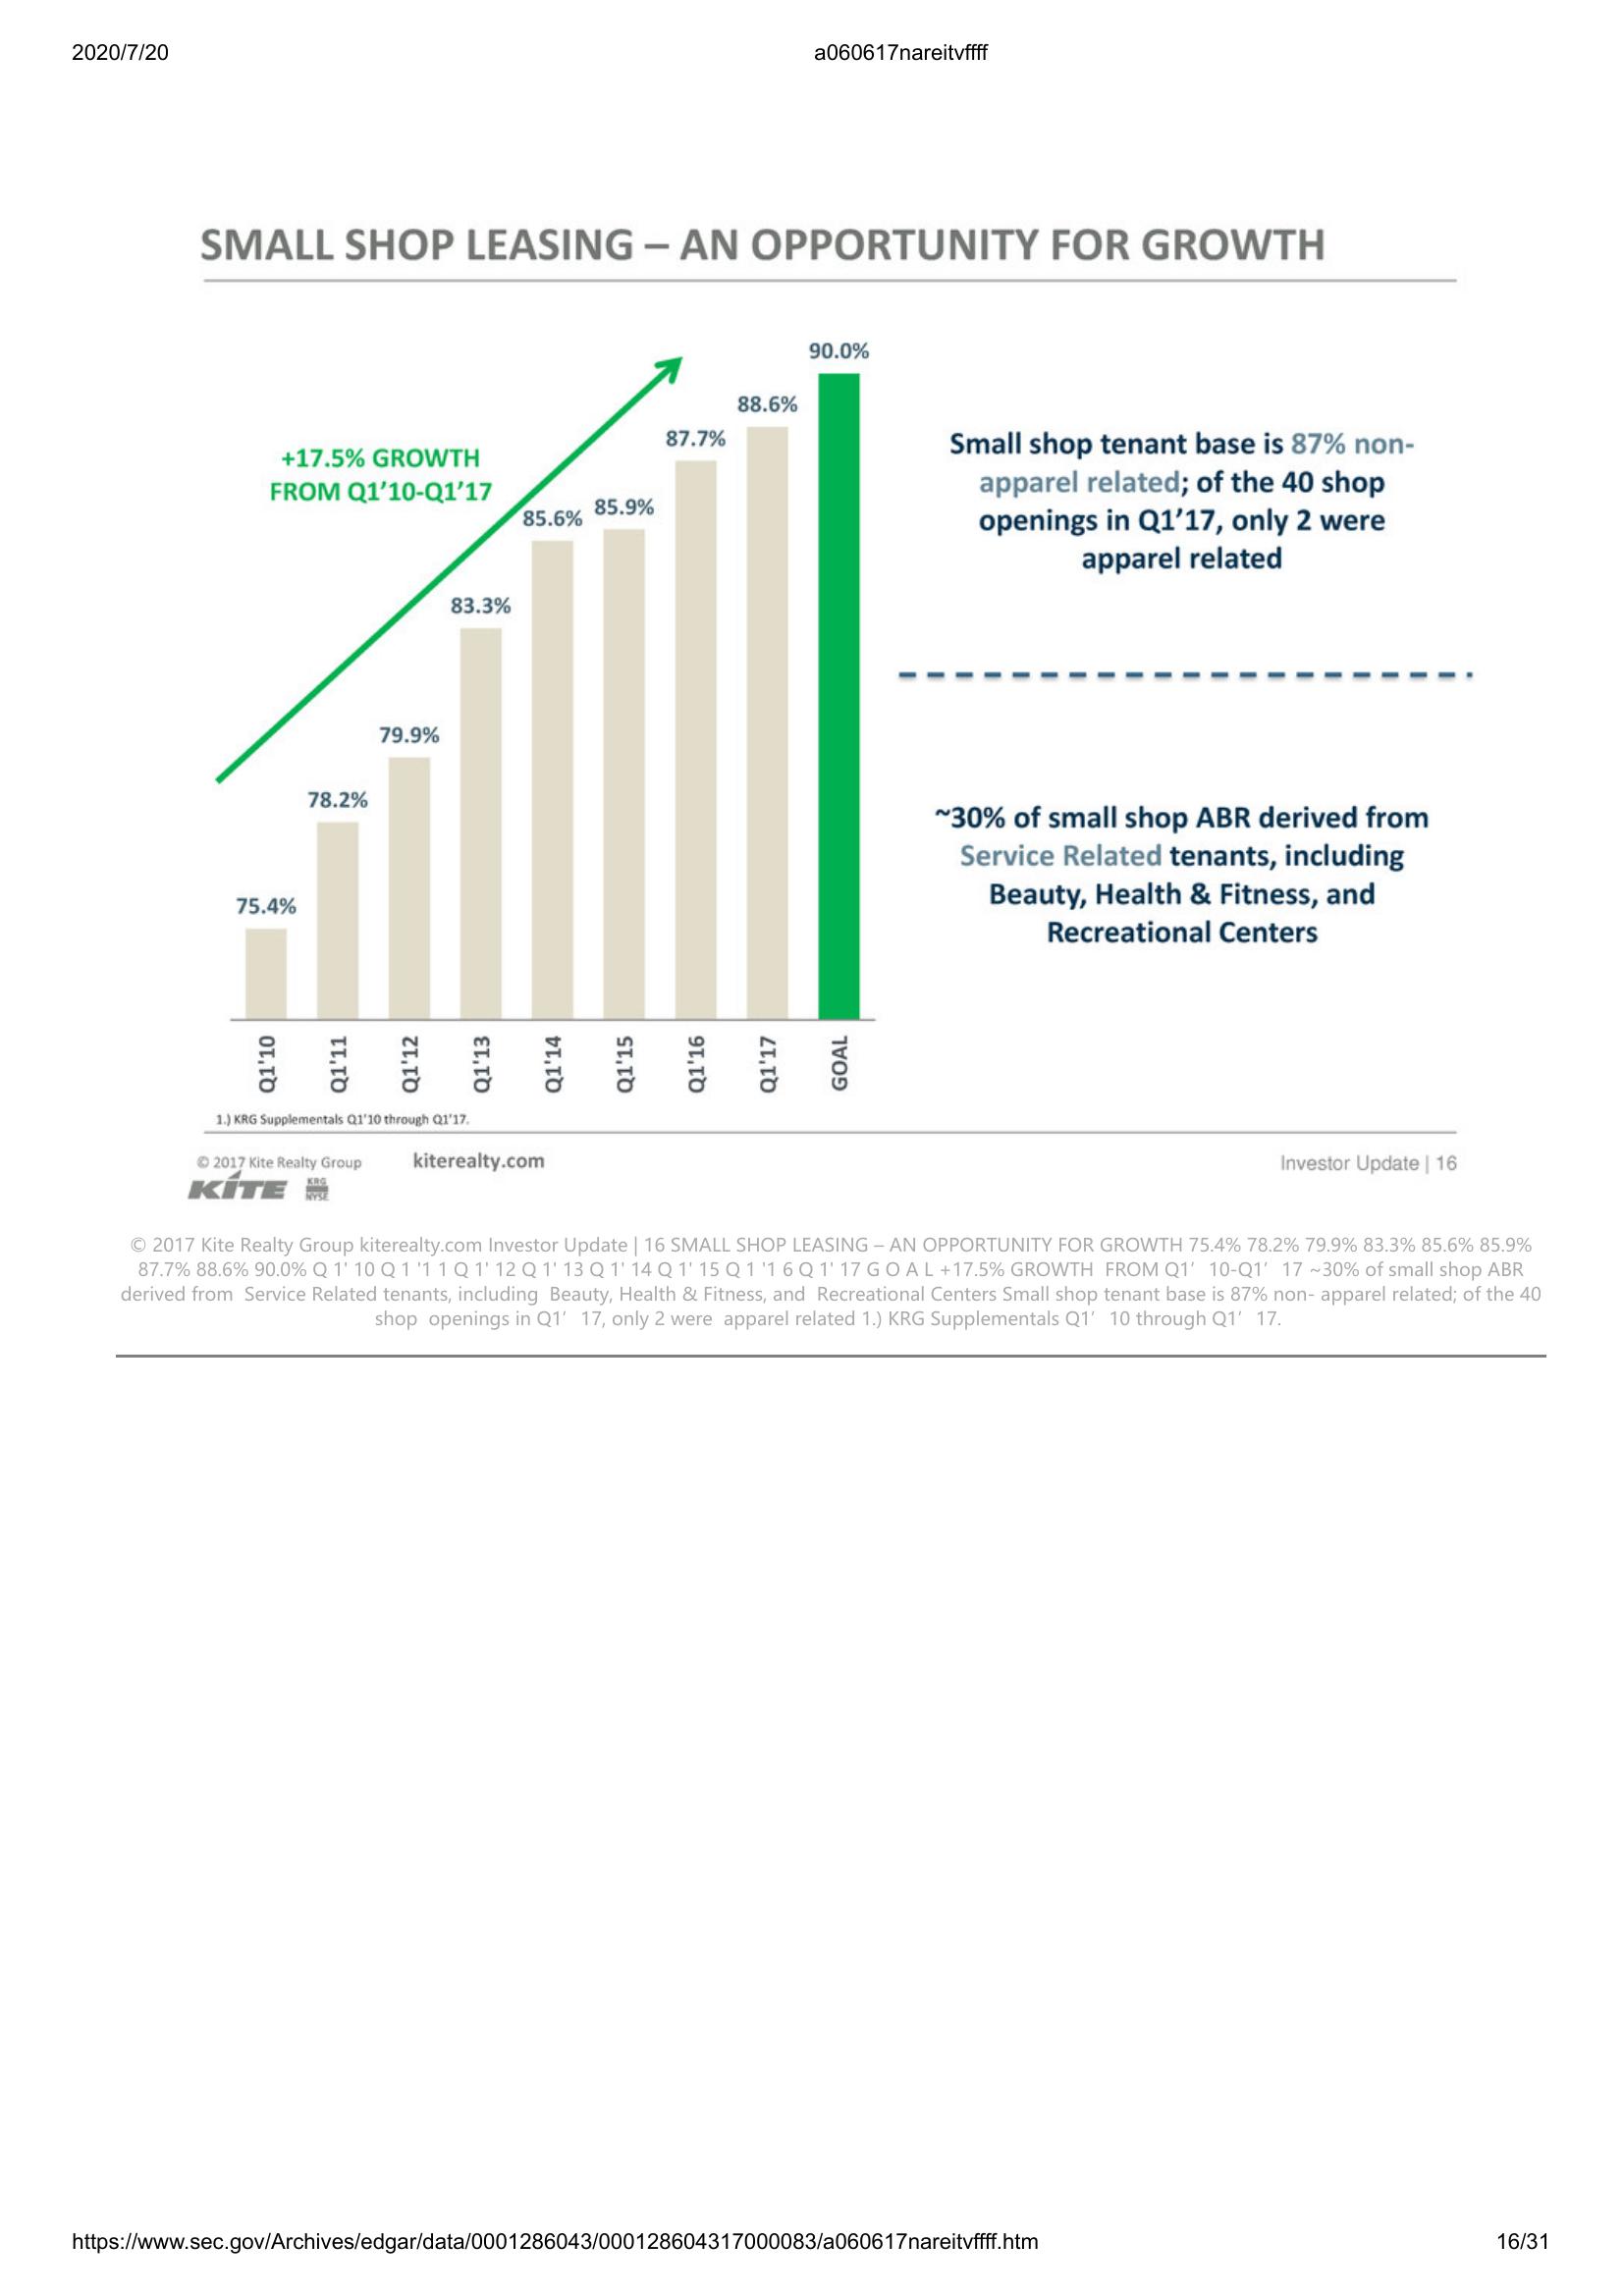 2020/7/20
a060617nareitvffff
SMALL SHOP LEASING – AN OPPORTUNITY FOR GROWTH
+17.5% GROWTH
FROM Q1’10-Q1’17
75.4%
78.2%
79.9%
83.3%
85.6%
85.9%
87.7%
88.6%
90.0%
Q1'10
Q1'11
Q1'12
Q1'13
Q1'14
Q1'15
Q1'16
Q1'17
GOAL
Small shop tenant base is 87% non-
apparel related; of the 40 shop
openings in Q1’17, only 2 were
apparel related
~30% of small shop ABR derived from
Service Related tenants, including
Beauty, Health & Fitness, and
Recreational Centers
1.) KRG Supplementals Q1’10 through Q1’17.
© 2017 Kite Realty Group
kiterealty.com
Investor Update | 16
KITE
KRG
NYSE
© 2017 Kite Realty Group kiterealty.com Investor Update | 16 SMALL SHOP LEASING – AN OPPORTUNITY FOR GROWTH 75.4% 78.2% 79.9% 83.3% 85.6% 85.9%
87.7% 88.6% 90.0% Q 1' 10 Q 1 '1 1 Q 1' 12 Q 1' 13 Q 1' 14 Q 1' 15 Q 1 '1 6 Q 1' 17 G O A L +17.5% GROWTH FROM Q1’ 10-Q1’ 17 ~30% of small shop ABR
derived from Service Related tenants, including Beauty, Health & Fitness, and Recreational Centers Small shop tenant base is 87% non- apparel related; of the 40
shop openings in Q1’ 17, only 2 were apparel related 1.) KRG Supplementals Q1’ 10 through Q1’ 17.
https://www.sec.gov/Archives/edgar/data/0001286043/000128604317000083/a060617nareitvffff.htm
16/31